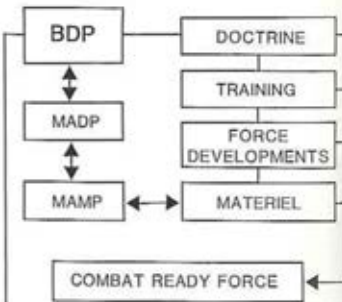 BDP
DOCTRINE
TRAINING
MADP
FORCE
DEVELOPMENTS
MAMP
MATERIEL
COMBAT READY FORCE